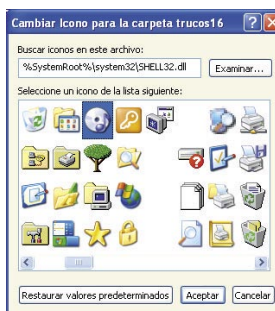 Cambiar Icono para la carpeta trucos16
Buscar iconos en este archivo:
%SystemRoot%\system32\SHELL32.dll
Examinar...
Seleccione un icono de la lista siguiente:
Restaurar valores predeterminados
Aceptar
Cancelar